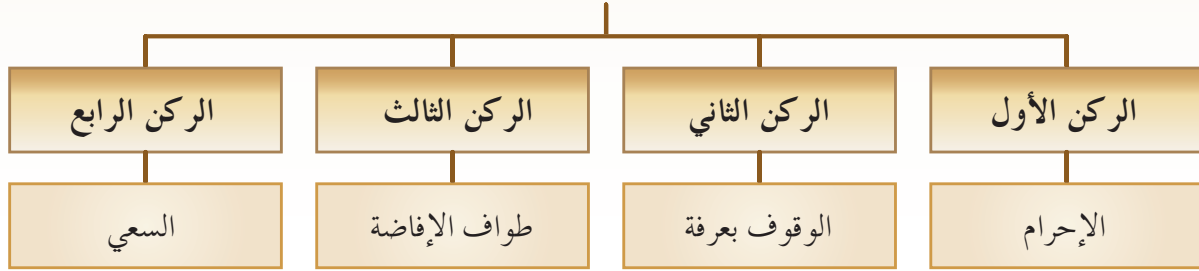 الركن الأول
الركن الثاني
الركن الثالث
الركن الرابع
الإحرام
الوقوف بعرفة
طواف الإفاضة
السعي